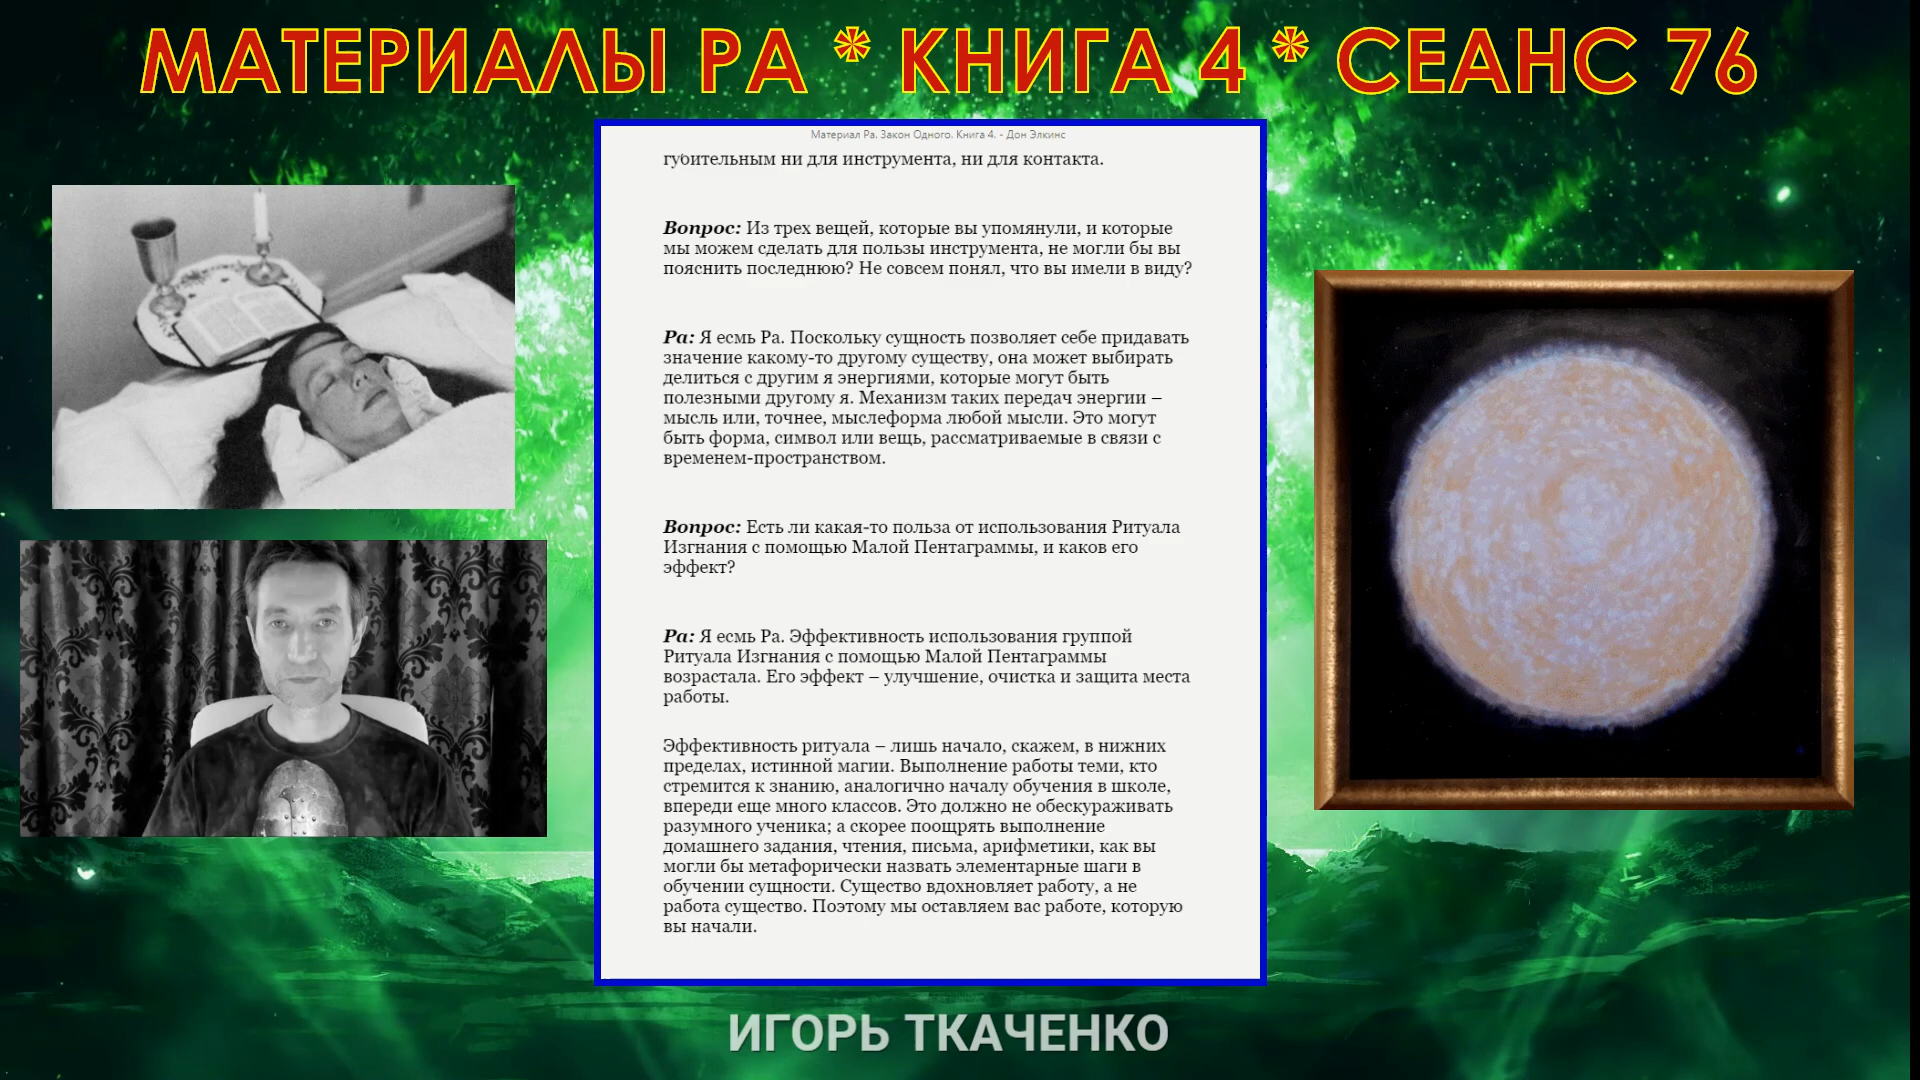 МАТЕРИАЛЫ РА * КНИГА 4 * СЕАНС 76
Материал Ра. Закон Одного. Книга 4. - Дон Элкинс
губительным ни для инструмента, ни для контакта.
Вопрос: Из трех вещей, которые вы упомянули, и которые
мы можем сделать для пользы инструмента, не могли бы вы
пояснить последнюю? Не совсем понял, что вы имели в виду?
Ра: Я есмь Ра. Поскольку сущность позволяет себе придавать
значение какому-то другому существу, она может выбирать
делиться с другим я энергиями, которые могут быть
полезными другому я. Механизм таких передач энергии –
мысль или, точнее, мыслеформа любой мысли. Это могут
быть форма, символ или вещь, рассматриваемые в связи с
временем-пространством.
Вопрос: Есть ли какая-то польза от использования Ритуала
Изгнания с помощью Малой Пентаграммы, и каков его
эффект?
Ра: Я есмь Ра. Эффективность использования группой
Ритуала Изгнания с помощью Малой Пентаграммы
возрастала. Его эффект – улучшение, очистка и защита места
работы.
Эффективность ритуала – лишь начало, скажем, в нижних
пределах, истинной магии. Выполнение работы теми, кто
стремится к знанию, аналогично началу обучения в школе,
впереди еще много классов. Это должно не обескураживать
разумного ученика; а скорее поощрять выполнение
домашнего задания, чтения, письма, арифметики, как вы
могли бы метафорически назвать элементарные шаги в
обучении сущности. Существо вдохновляет работу, а не
работа существо. Поэтому мы оставляем вас работе, которую
вы начали.
ИГОРЬ ТКАЧЕНКО